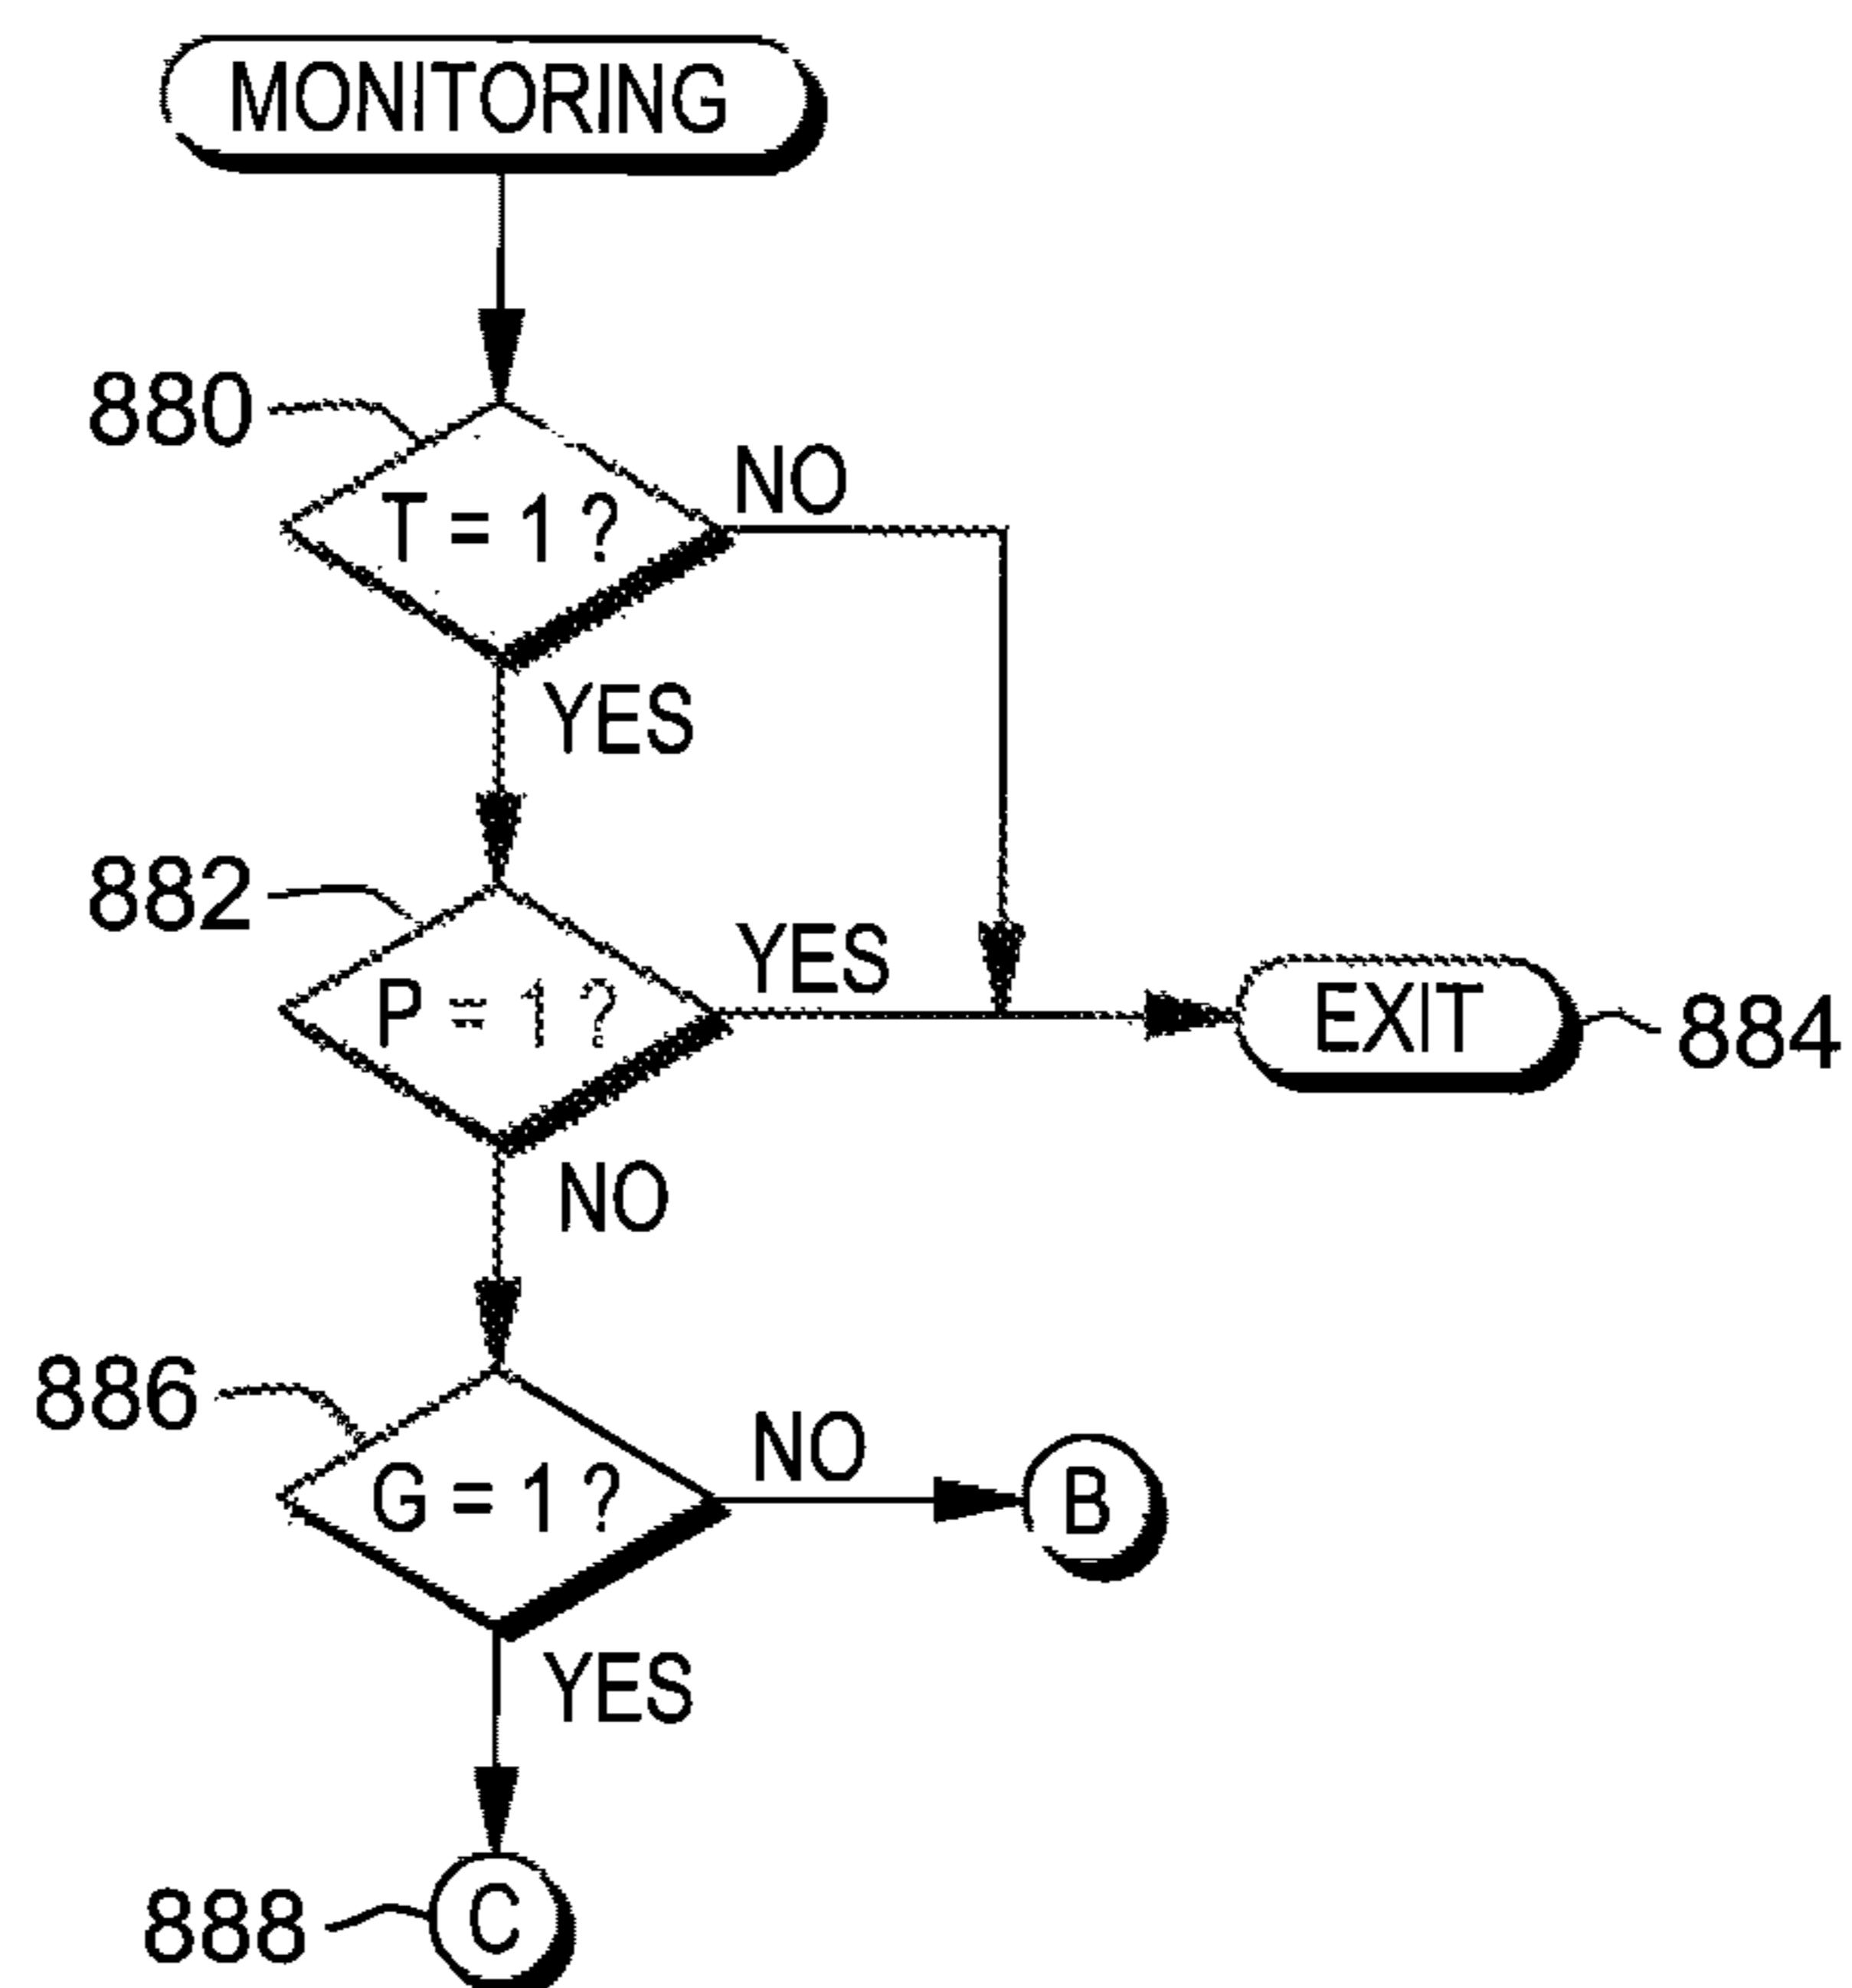 MONITORING
880
T = 1 ?
NO
YES
882
P = 1 ?
YES
EXIT
884
NO
886
G = 1 ?
NO
B
YES
888
C